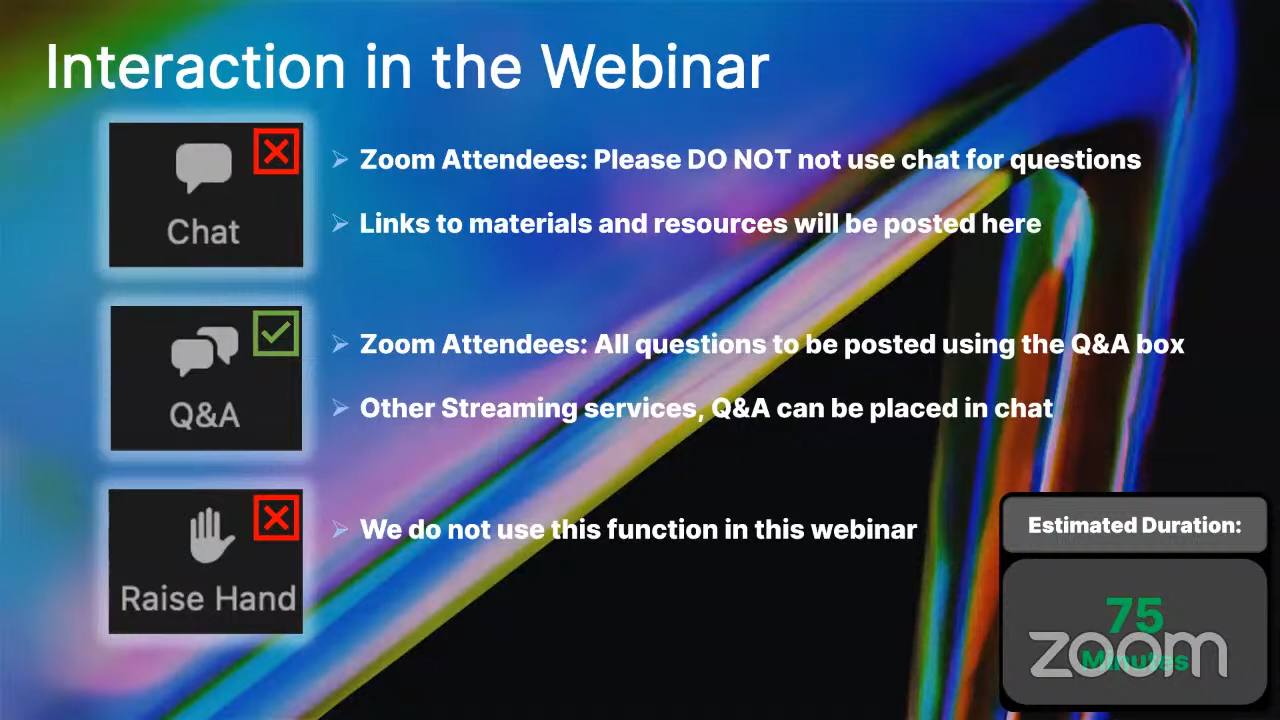 Interaction in the Webinar
Chat
Zoom Attendees: Please DO NOT not use chat for questions
Links to materials and resources will be posted here
Q&A
Zoom Attendees: All questions to be posted using the Q&A box
Other Streaming services, Q&A can be placed in chat
Raise Hand
We do not use this function in this webinar
Estimated Duration:
75
Minutes
zoom